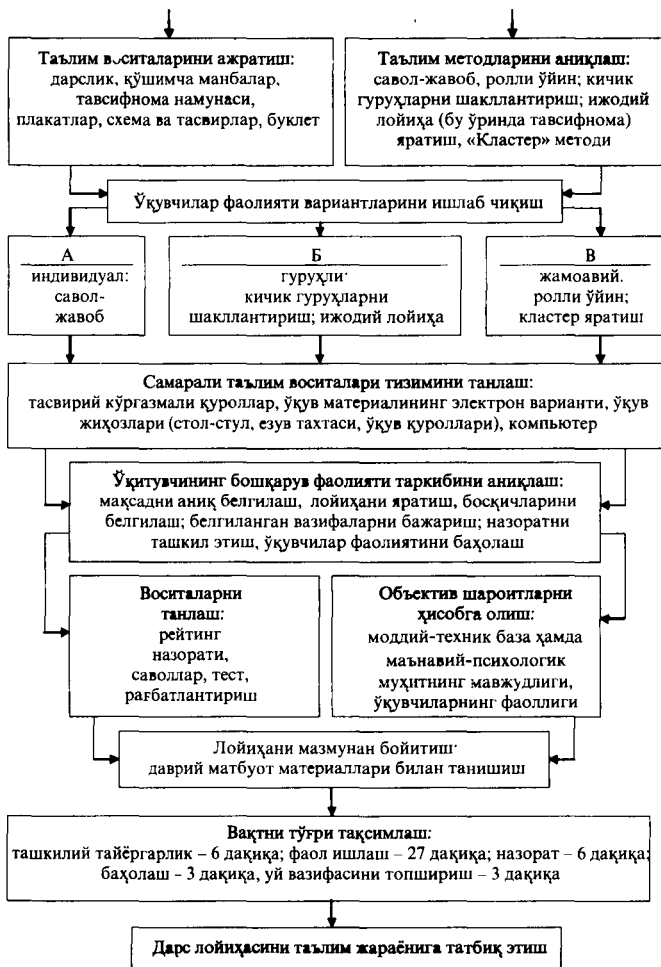 Таълим воситаларини ажратиш:
дарслик, қўшимча манбалар,
тавсифнома намунаси,
плакатлар, схема ва тасвирлар, буклет
Таълим методларини аниқлаш:
савол-жавоб, ролли ўйин; кичик
гуруҳларни шакллантириш; ижодий
лойиҳа (бу ўринда тавсифнома)
яратиш, «Кластер» методи
Ўқувчилар фаолияти вариантларини ишлаб чиқиш
А
индивидуал:
савол-
жавоб
Б
гуруҳли·
кичик гуруҳларни
шакллантириш; ижодий лойиҳа
В
жамоавий.
ролли ўйин;
кластер яратиш
Самарали таълим воситалари тизимини танлаш:
тасвирий кўргазмали қуроллар, ўқув материалининг электрон варианти, ўқув
жиҳозлари (стол-стул, езув тахтаси, ўқув қуроллари), компьютер
Ўқитувчининг бошқарув фаолияти таркибини аниқлаш:
мақсадни аниқ белгилаш, лойиҳани яратиш, босқичларини
белгилаш; белгиланган вазифаларни бажариш; назоратни
ташкил этиш, ўқувчилар фаолиятини баҳолаш
Воситаларни
танлаш:
рейтинг
назорати,
саволлар, тест,
рағбатлантириш
Объектив шароитларни
ҳисобга олиш:
моддий-техник база ҳамда
маънавий-психологик
муҳитнинг мавжудлиги,
ўқувчиларнинг фаоллиги
Лойиҳани мазмунан бойитиш·
даврий матбуот материаллари билан танишиш
Вақтни тўғри тақсимлаш:
ташкилий тайёргарлик – 6 дақиқа; фаол ишлаш – 27 дақиқа; назорат – 6 дақиқа;
баҳолаш - 3 дақиқа, уй вазифасини топшириш – 3 дақиқа
Дарс лойиҳасини таълим жараёнига татбиқ этиш